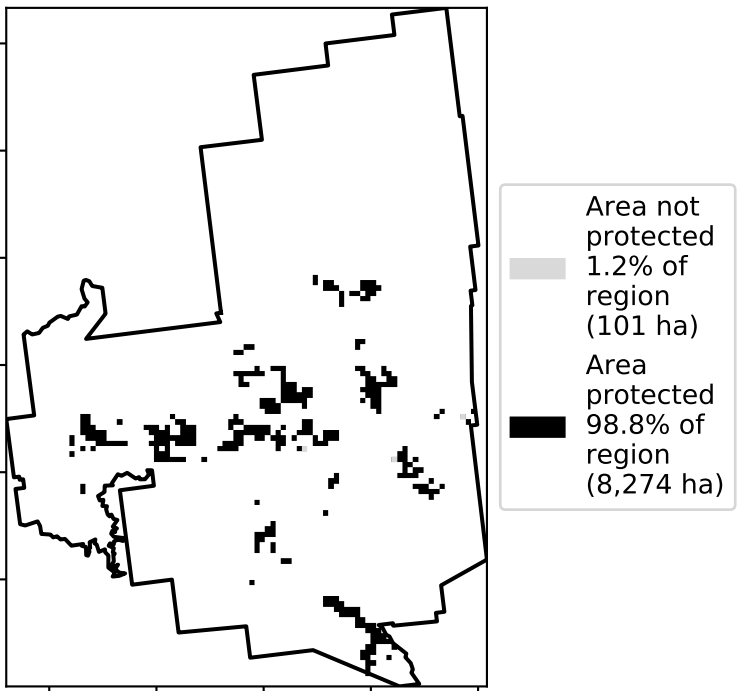 Area not
protected
1.2% of
region
(101 ha)
Area
protected
98.8% of
region
(8,274 ha)